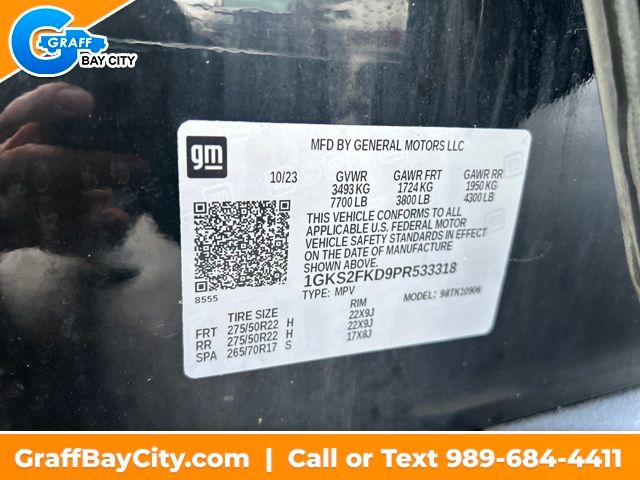 GRAFF
BAY CITY
gm
MFD BY GENERAL MOTORS LLC
10/23 GVWR GAWR FRT GAWR RR
3493 KG 1724 KG 1950 KG
7700 LB 3800 LB 4300 LB
THIS VEHICLE CONFORMS TO ALL
APPLICABLE U.S. FEDERAL MOTOR
VEHICLE SAFETY STANDARDS IN EFFECT
ON THE DATE OF MANUFACTURE
SHOWN ABOVE.
1GKS2FKD9PR533318
8555
TYPE: MPV MODEL: 98TK10906
TIRE SIZE RIM
FRT 275/50R22 H 22X9J
RR 275/50R22 H 22X9J
SPA 265/70R17 S 17X8J
GraffBayCity.com | Call or Text 989-684-4411